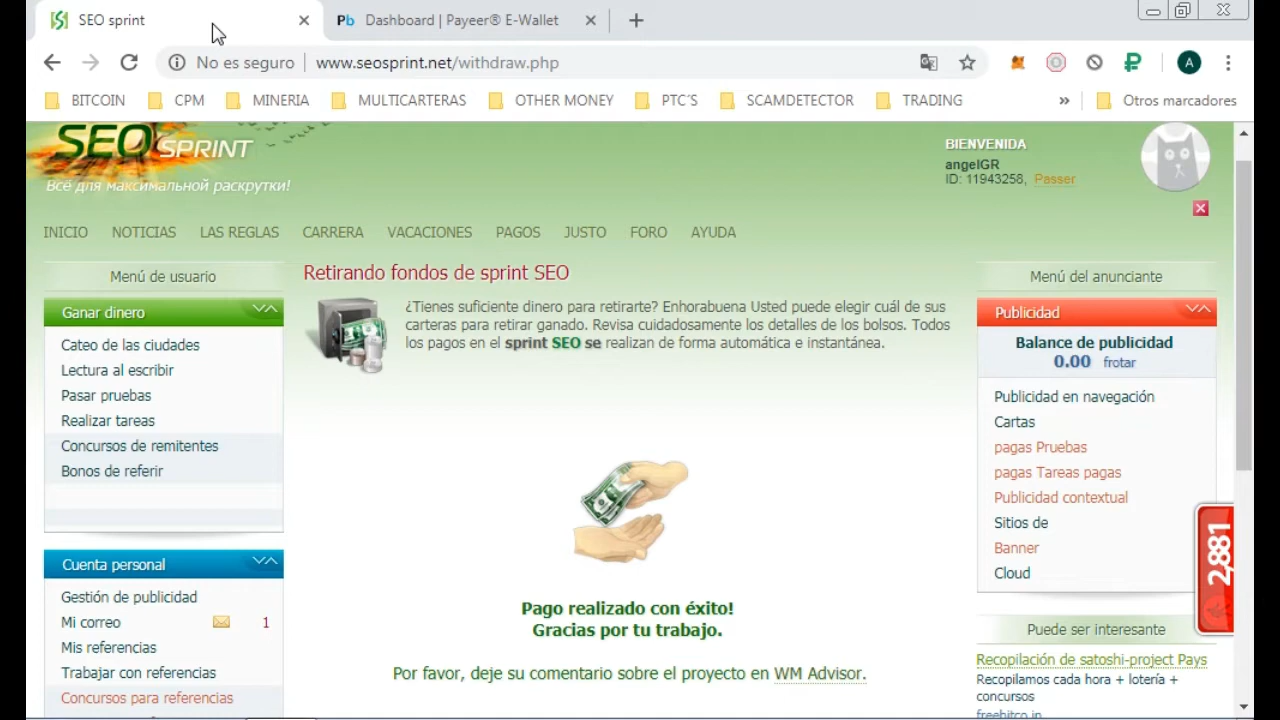 SEO sprint
Pb Dashboard | Payeer® E-Wallet
No es seguro | www.seosprint.net/withdraw.php
A
BITCOIN CPM MINERIA MULTICARTERAS OTHER MONEY PTC´S SCAMDETECTOR TRADING » Otros marcadores
SEO SPRINT
Всё для максимальной раскрутки!
BIENVENIDA
angelGR
ID: 11943258, Passer
INICIO NOTICIAS LAS REGLAS CARRERA VACACIONES PAGOS JUSTO FORO AYUDA
Menú de usuario
Ganar dinero
Cateo de las ciudades
Lectura al escribir
Pasar pruebas
Realizar tareas
Concursos de remitentes
Bonos de referir
Cuenta personal
Gestión de publicidad
Mi correo 1
Mis referencias
Trabajar con referencias
Concursos para referencias
Retirando fondos de sprint SEO
¿Tienes suficiente dinero para retirarte? Enhorabuena Usted puede elegir cuál de sus
carteras para retirar ganado. Revisa cuidadosamente los detalles de los bolsos. Todos
los pagos en el sprint SEO se realizan de forma automática e instantánea.
Pago realizado con éxito!
Gracias por tu trabajo.
Por favor, deje su comentario sobre el proyecto en WM Advisor.
Menú del anunciante
Publicidad
Balance de publicidad
0.00 frotar
Publicidad en navegación
Cartas
pagas Pruebas
pagas Tareas pagas
Publicidad contextual
Sitios de
Banner
Cloud
2,881
Puede ser interesante
Recopilación de satoshi-project Pays
Recopilamos cada hora + lotería +
concursos
freebitco.in